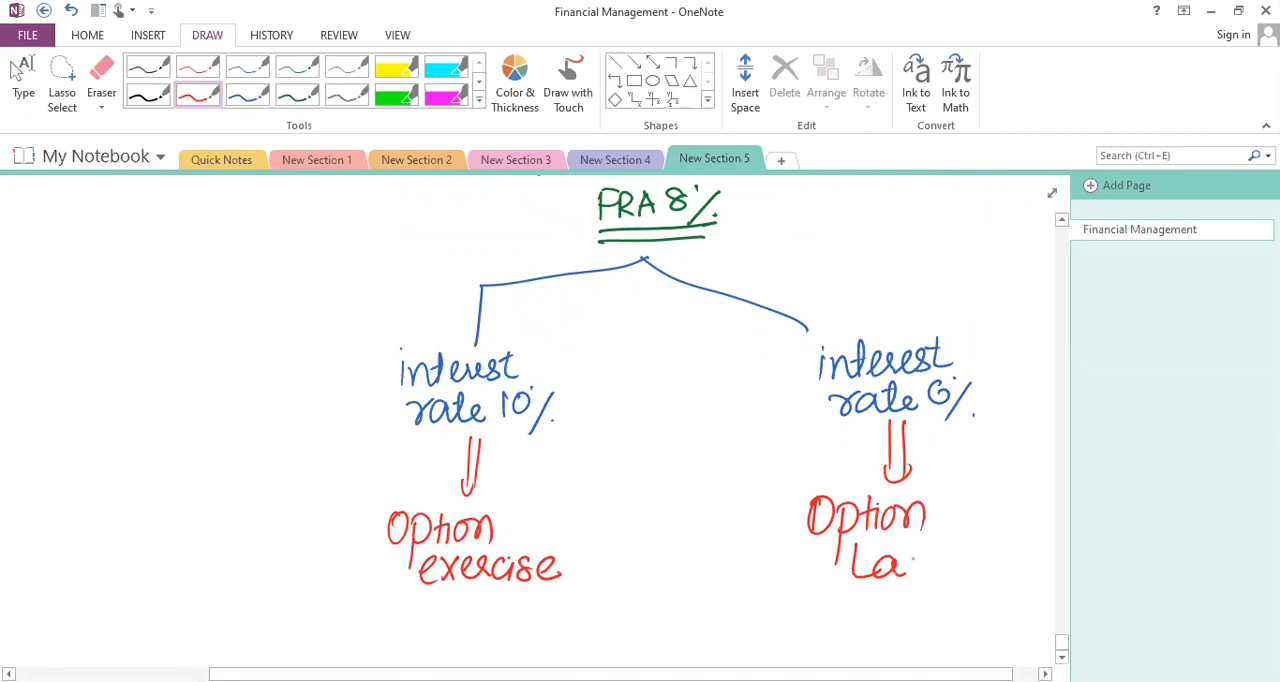 Financial Management - OneNote
? 
Sign in
FILE HOME INSERT DRAW HISTORY REVIEW VIEW
Type
Lasso Select
Eraser
Color & Thickness
Draw with Touch
Insert Space
Delete
Arrange
Rotate
Ink to Text
Ink to Math
Tools
Shapes
Edit
Convert
My Notebook
Quick Notes
New Section 1
New Section 2
New Section 3
New Section 4
New Section 5
Search (Ctrl+E)
Add Page
Financial Management
FRA 8%
interest
rate 10%
Option
exercise
interest
rate 6%
Option
La